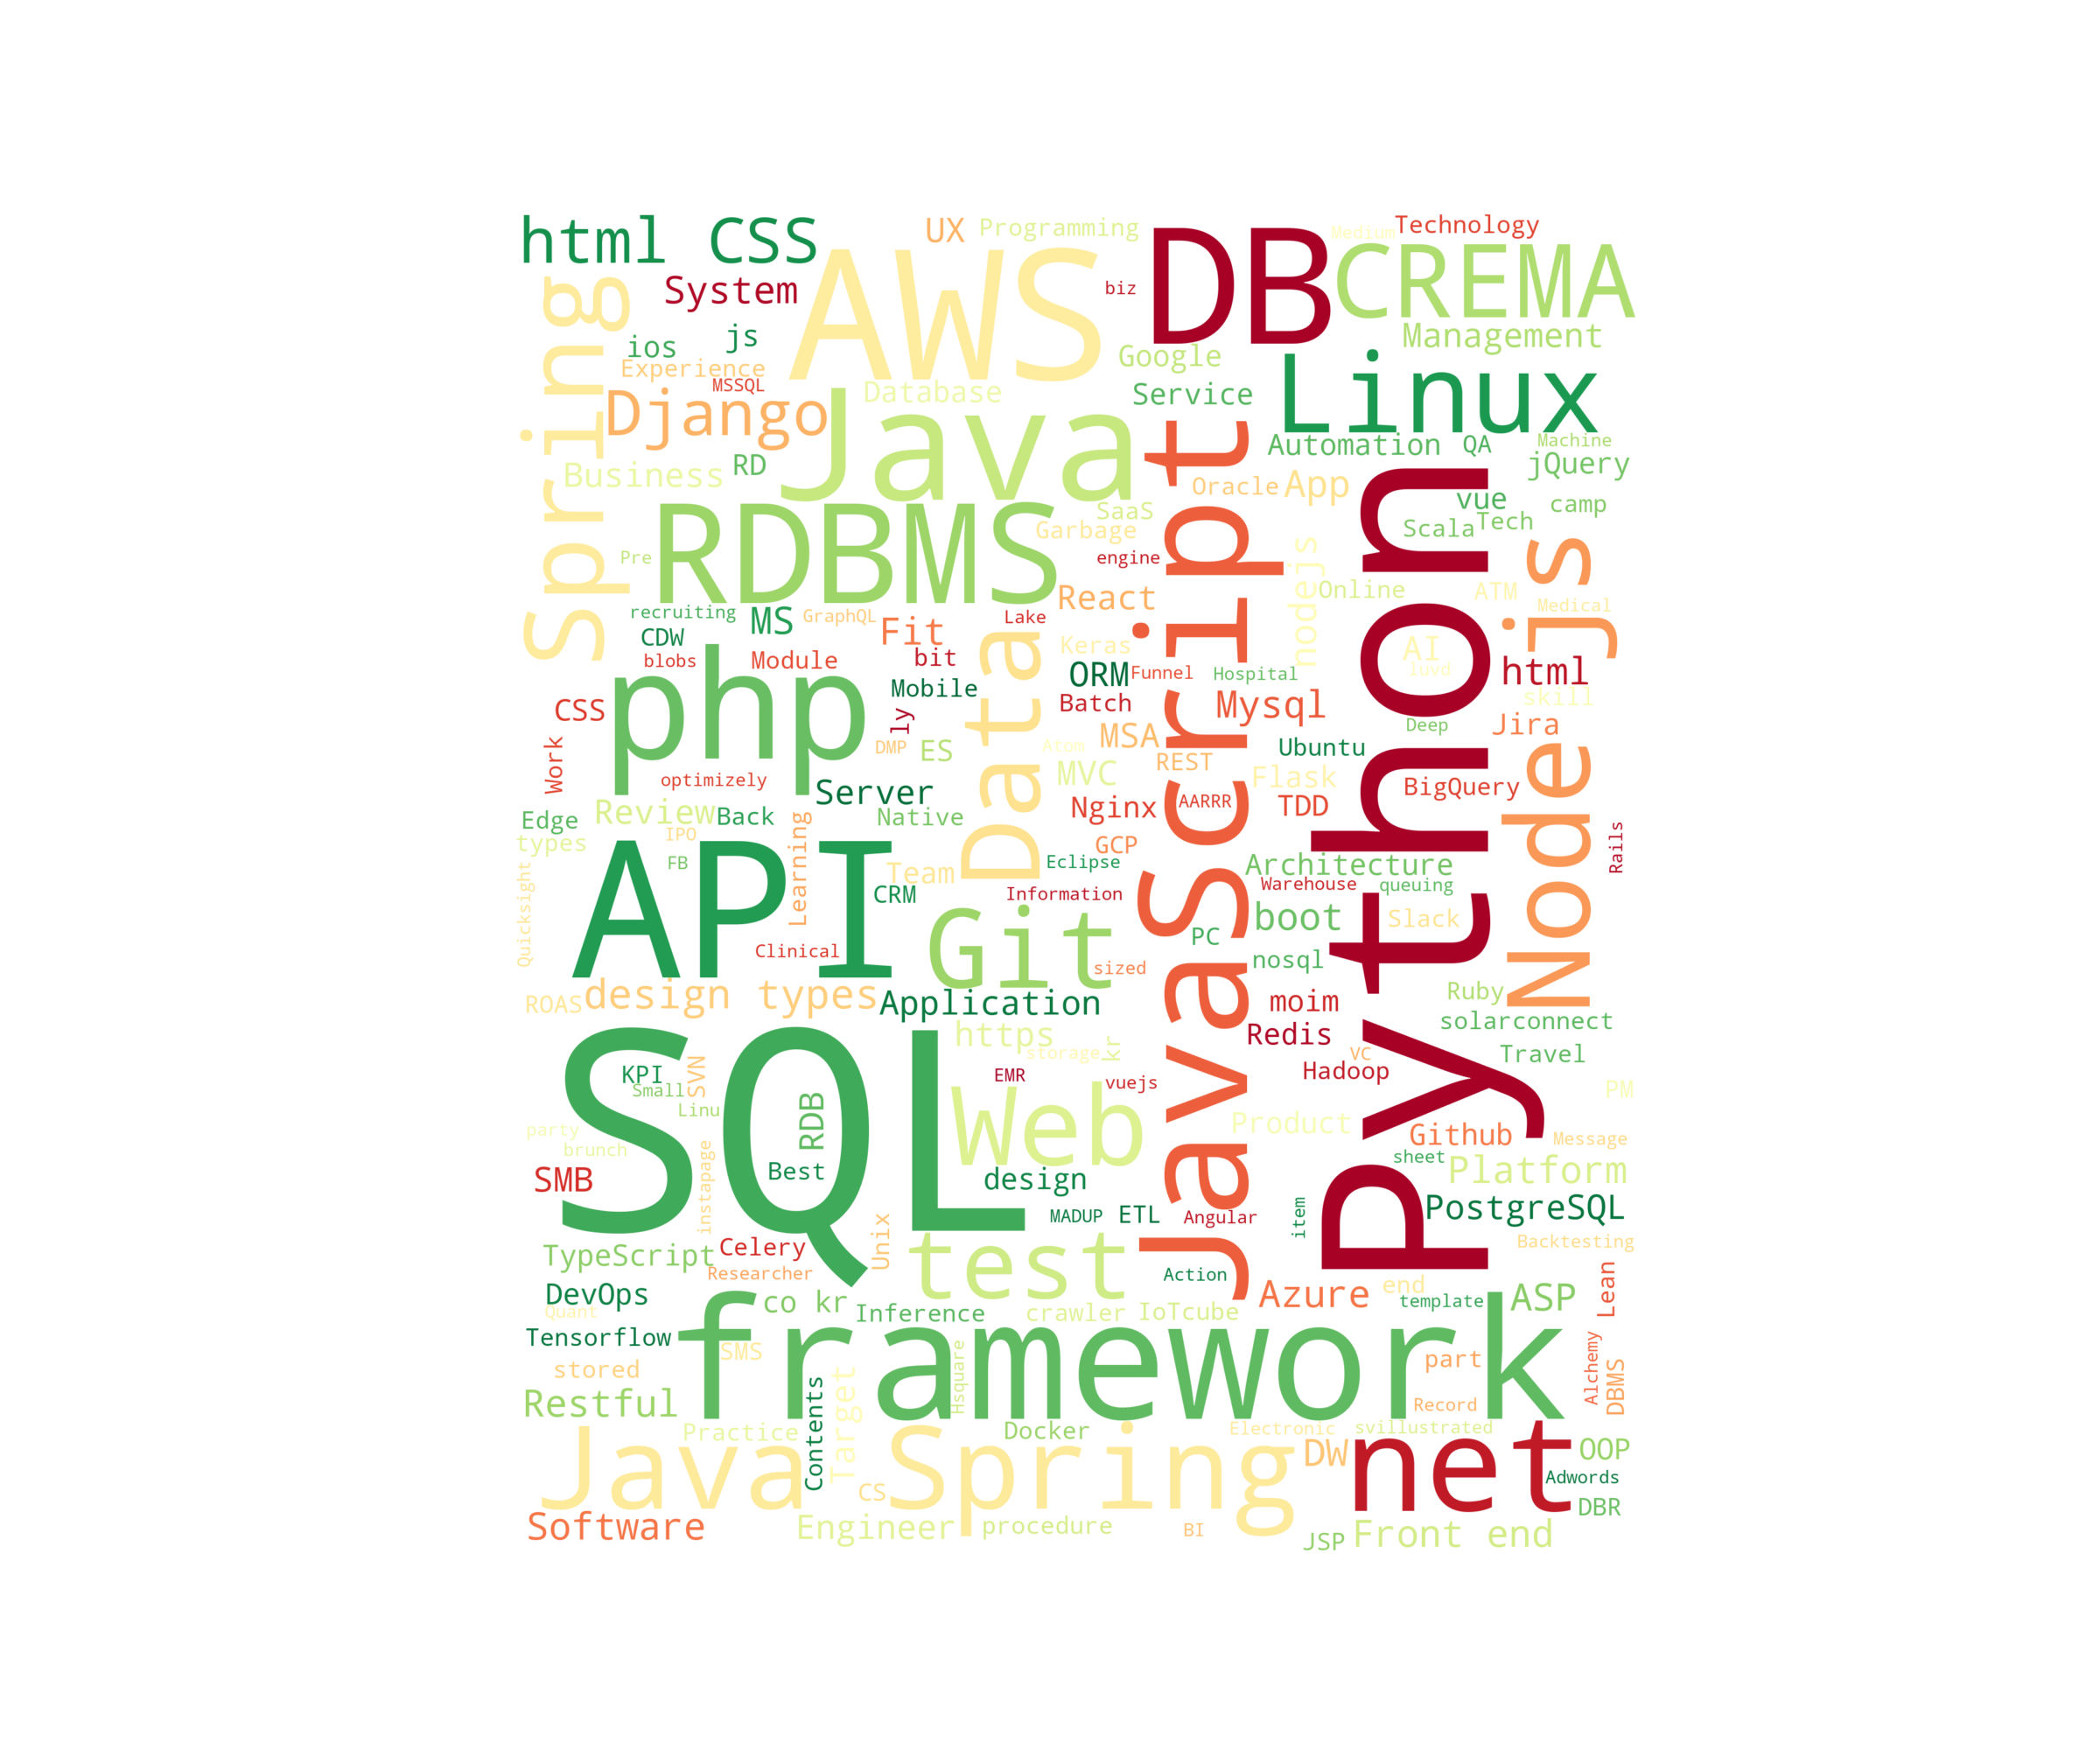 html CSS
UX
Programming
DB
Medium
Technology
AWS
CREMA
System
biz
Spring
js
ios
Management
Google
Experience
MSSQL
Database
Service
Linux
Django
Java
JavaScript
Automation
QA
Machine
jQuery
Business
RD
Oracle
App
vue
camp
RDBMS
SaaS
Garbage
Scala
Tech
Pre
engine
Python
nodejs
Node js
React
Online
ATM
Medical
recruiting
MS
GraphQL
Fit
Lake
CDW
blobs
Module
bit
Data
Keras
AI
luvd
html
php
Mobile
ORM
Funnel
Hospital
skill
CSS
ly
Batch
Mysql
Deep
Jira
Work
DMP
ES
Atom
MSA
Ubuntu
optimizely
MVC
REST
Flask
BigQuery
Server
Review
Back
Native
Nginx
AARRR
TDD
Edge
types
IPO
FB
Learning
GCP
Rails
API
Team
Eclipse
Architecture
Quicksight
CRM
Information
Warehouse
queuing
Git
boot
Slack
Clinical
PC
sized
nosql
ROAS
design types
Application
moim
Ruby
https
Redis
solarconnect
SQL
storage
kr
VC
Travel
KPI
SVN
EMR
vuejs
Hadoop
Small
Linu
RDB
Web
PM
party
brunch
Product
Github
Message
Best
sheet
SMB
instapage
design
Platform
MADUP
ETL
Angular
item
PostgreSQL
TypeScript
Celery
Unix
test
Backtesting
Researcher
Action
DevOps
co kr
Azure
end
template
ASP
Lean
Quant
Inference
crawler
IoTcube
Tensorflow
SMS
framework
stored
Hsquare
part
Alchemy
DBMS
Restful
Contents
Target
Record
Practice
Docker
Electronic
svillustrated
Java Spring
DW
net
OOP
CS
Adwords
DBR
Software
Engineer
procedure
BI
JSP
Front end